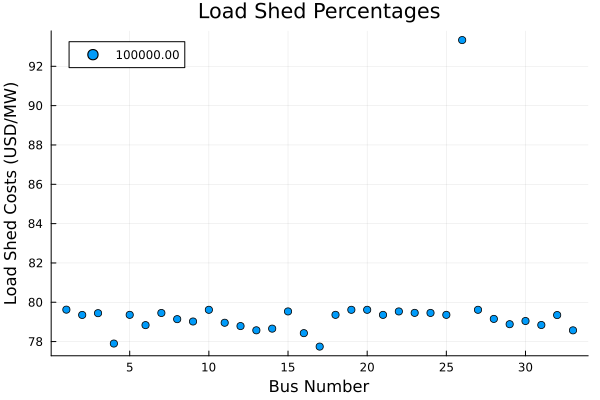 Load Shed Percentages
100000.00
Load Shed Costs (USD/MW)
92
90
88
86
84
82
80
78
5 10 15 20 25 30
Bus Number